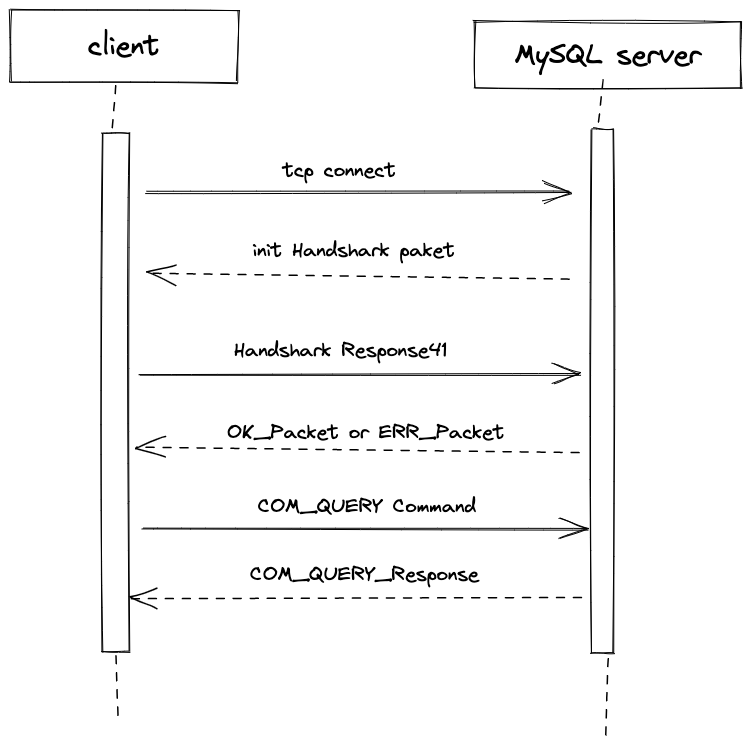 client
MySQL server
tcp connect
init Handshark paket
Handshark Response41
OK_Packet or ERR_Packet
COM_QUERY Command
COM_QUERY_Response